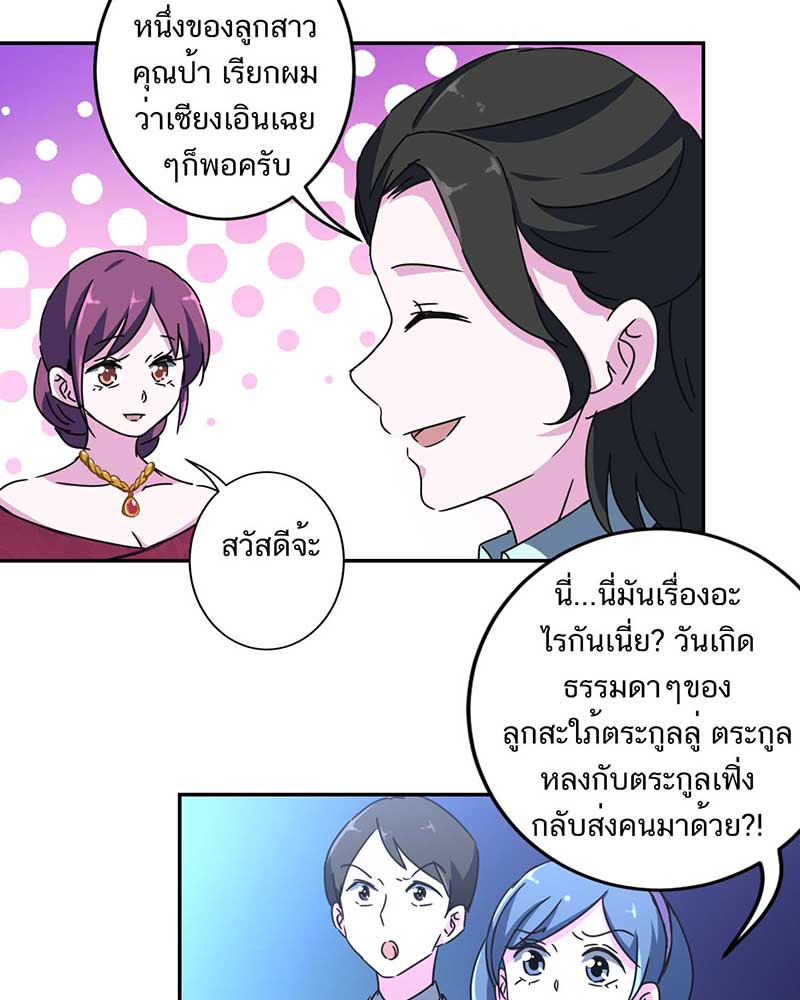 หนึ่งของลูกสาว
คุณป้า เรียกผม
ว่าเซียงเอินเฉย
ๆก็พอครับ
สวัสดีจ้ะ
นี่...นี่มันเรื่องอะ
ไรกันเนี่ย? วันเกิด
ธรรมดาๆของ
ลูกสะใภ้ตระกูลลู่ ตระกูล
หลงกับตระกูลเฟิ่ง
กลับส่งคนมาด้วย?!